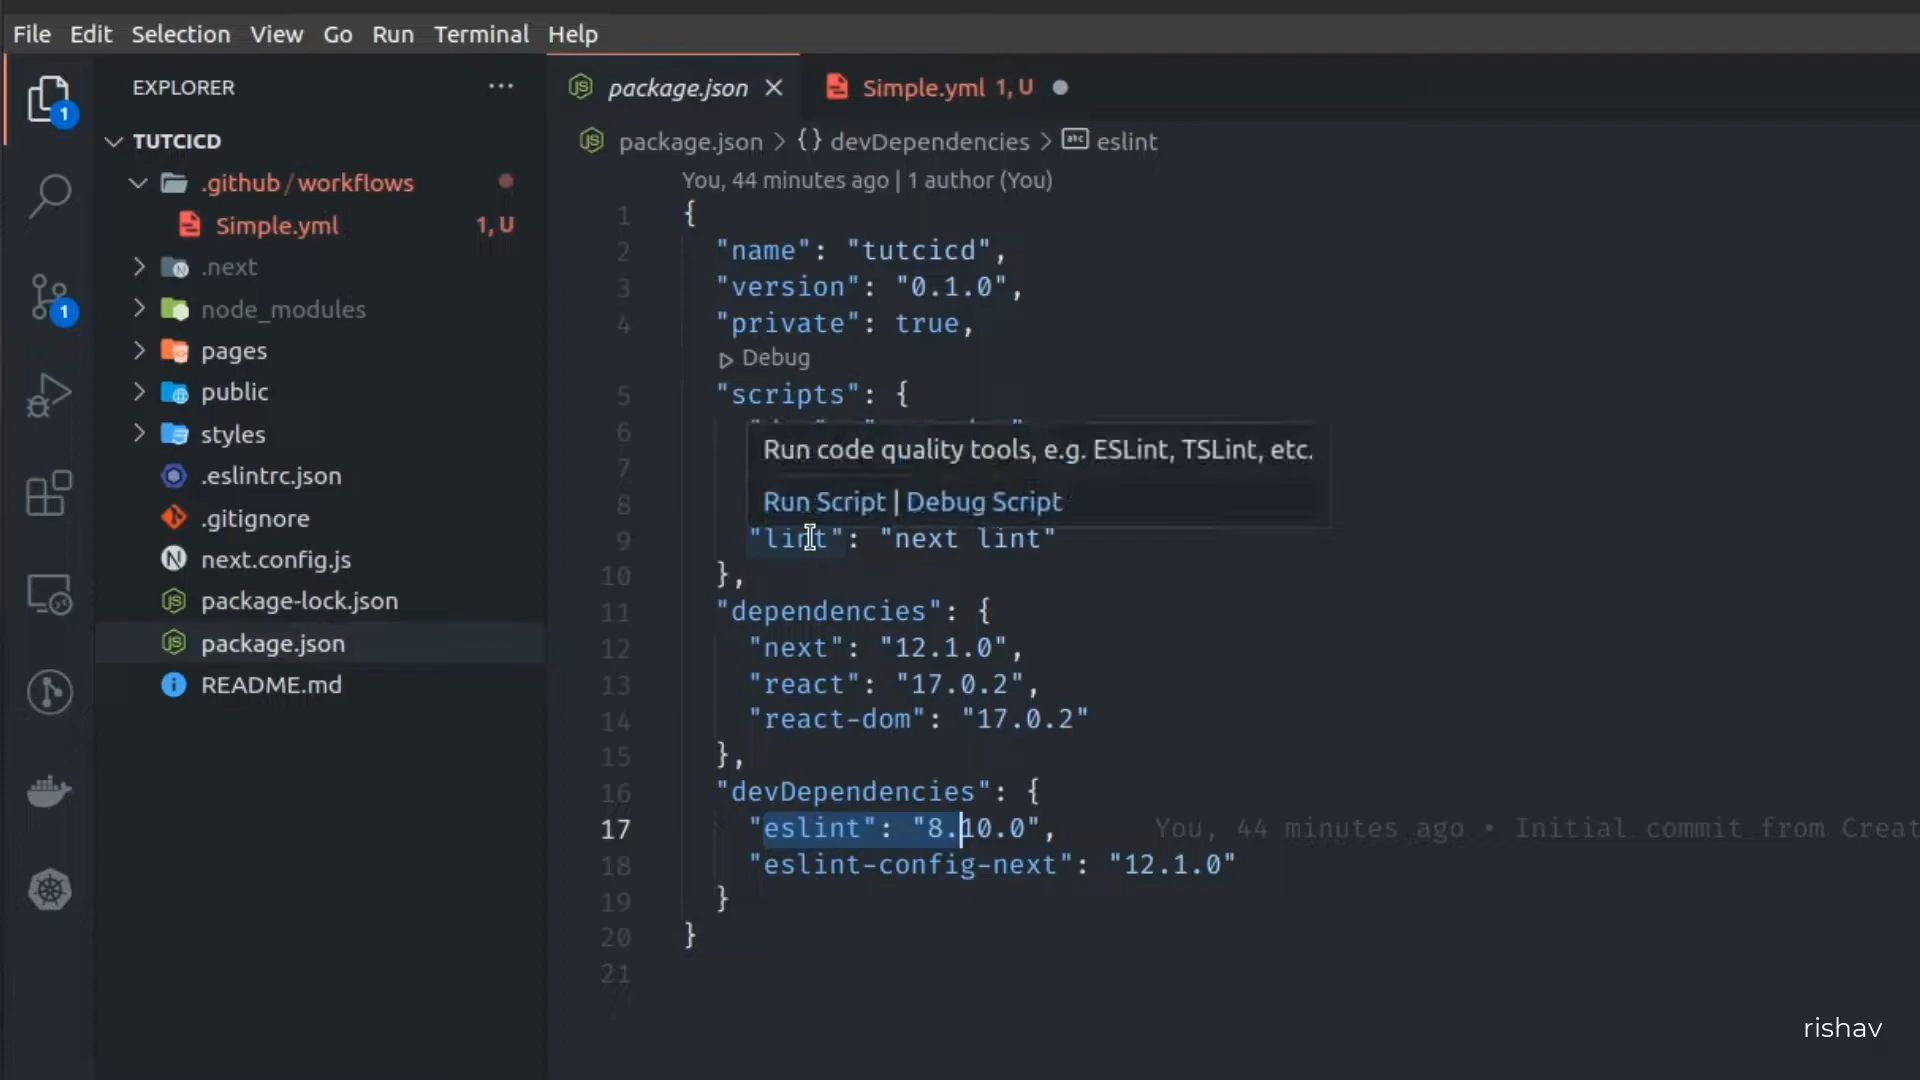 File Edit Selection View Go Run Terminal Help
EXPLORER ···
package.json
Simple.yml 1, U
TUTCICD
package.json > {} devDependencies > abc eslint
.github / workflows
Simple.yml 1, U
.next
node_modules
pages
public
styles
.eslintrc.json
.gitignore
next.config.js
package-lock.json
package.json
README.md
You, 44 minutes ago | 1 author (You)
1 {
2 "name": "tutcicd",
3 "version": "0.1.0",
4 "private": true,
Debug
5 "scripts": {
6
Run code quality tools, e.g. ESLint, TSLint, etc.
7
8
Run Script | Debug Script
9 "lint": "next lint"
10 },
11 "dependencies": {
12 "next": "12.1.0",
13 "react": "17.0.2",
14 "react-dom": "17.0.2"
15 },
16 "devDependencies": {
17 "eslint": "8.10.0", You, 44 minutes ago • Initial commit from Creat
18 "eslint-config-next": "12.1.0"
19 }
20 }
21
1
1
rishav